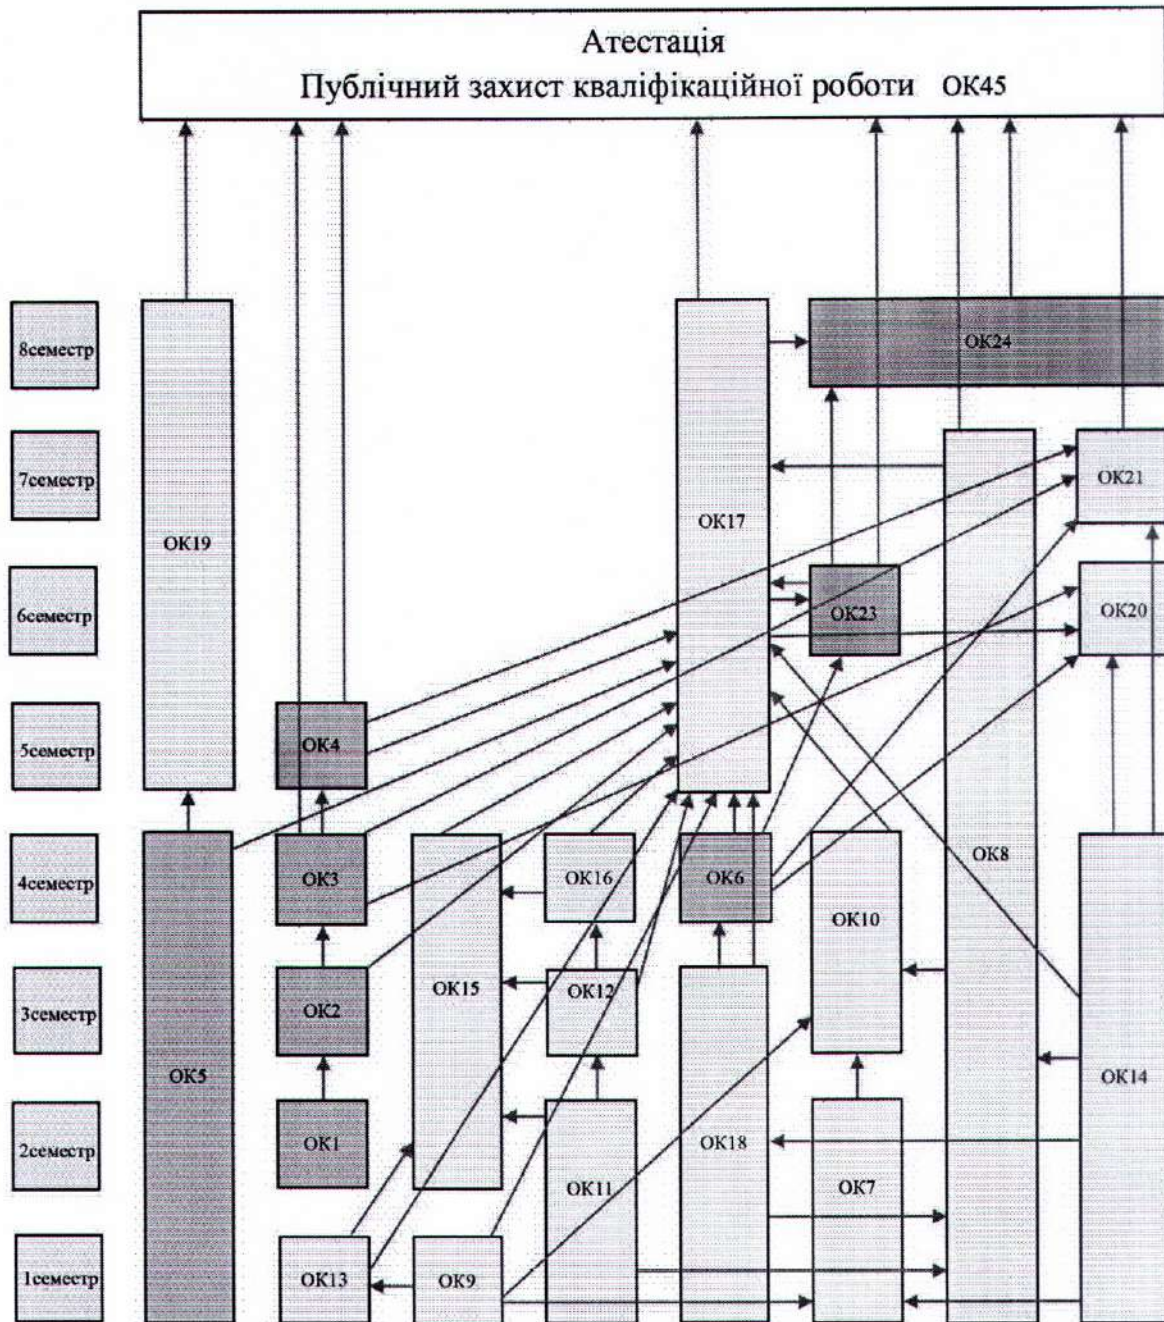 Атестація
Публічний захист кваліфікаційної роботи ОК45
8семестр
ОК24
7семестр
ОК21
ОК17
ОК19
6семестр
ОК23
ОК20
5семестр
ОК4
ОК8
4семестр
ОК3
ОК16
ОК6
ОК10
3семестр
ОК2
ОК15
ОК12
ОК5
ОК14
2семестр
ОК1
ОК18
ОК11
ОК7
1семестр
ОК13
ОК9